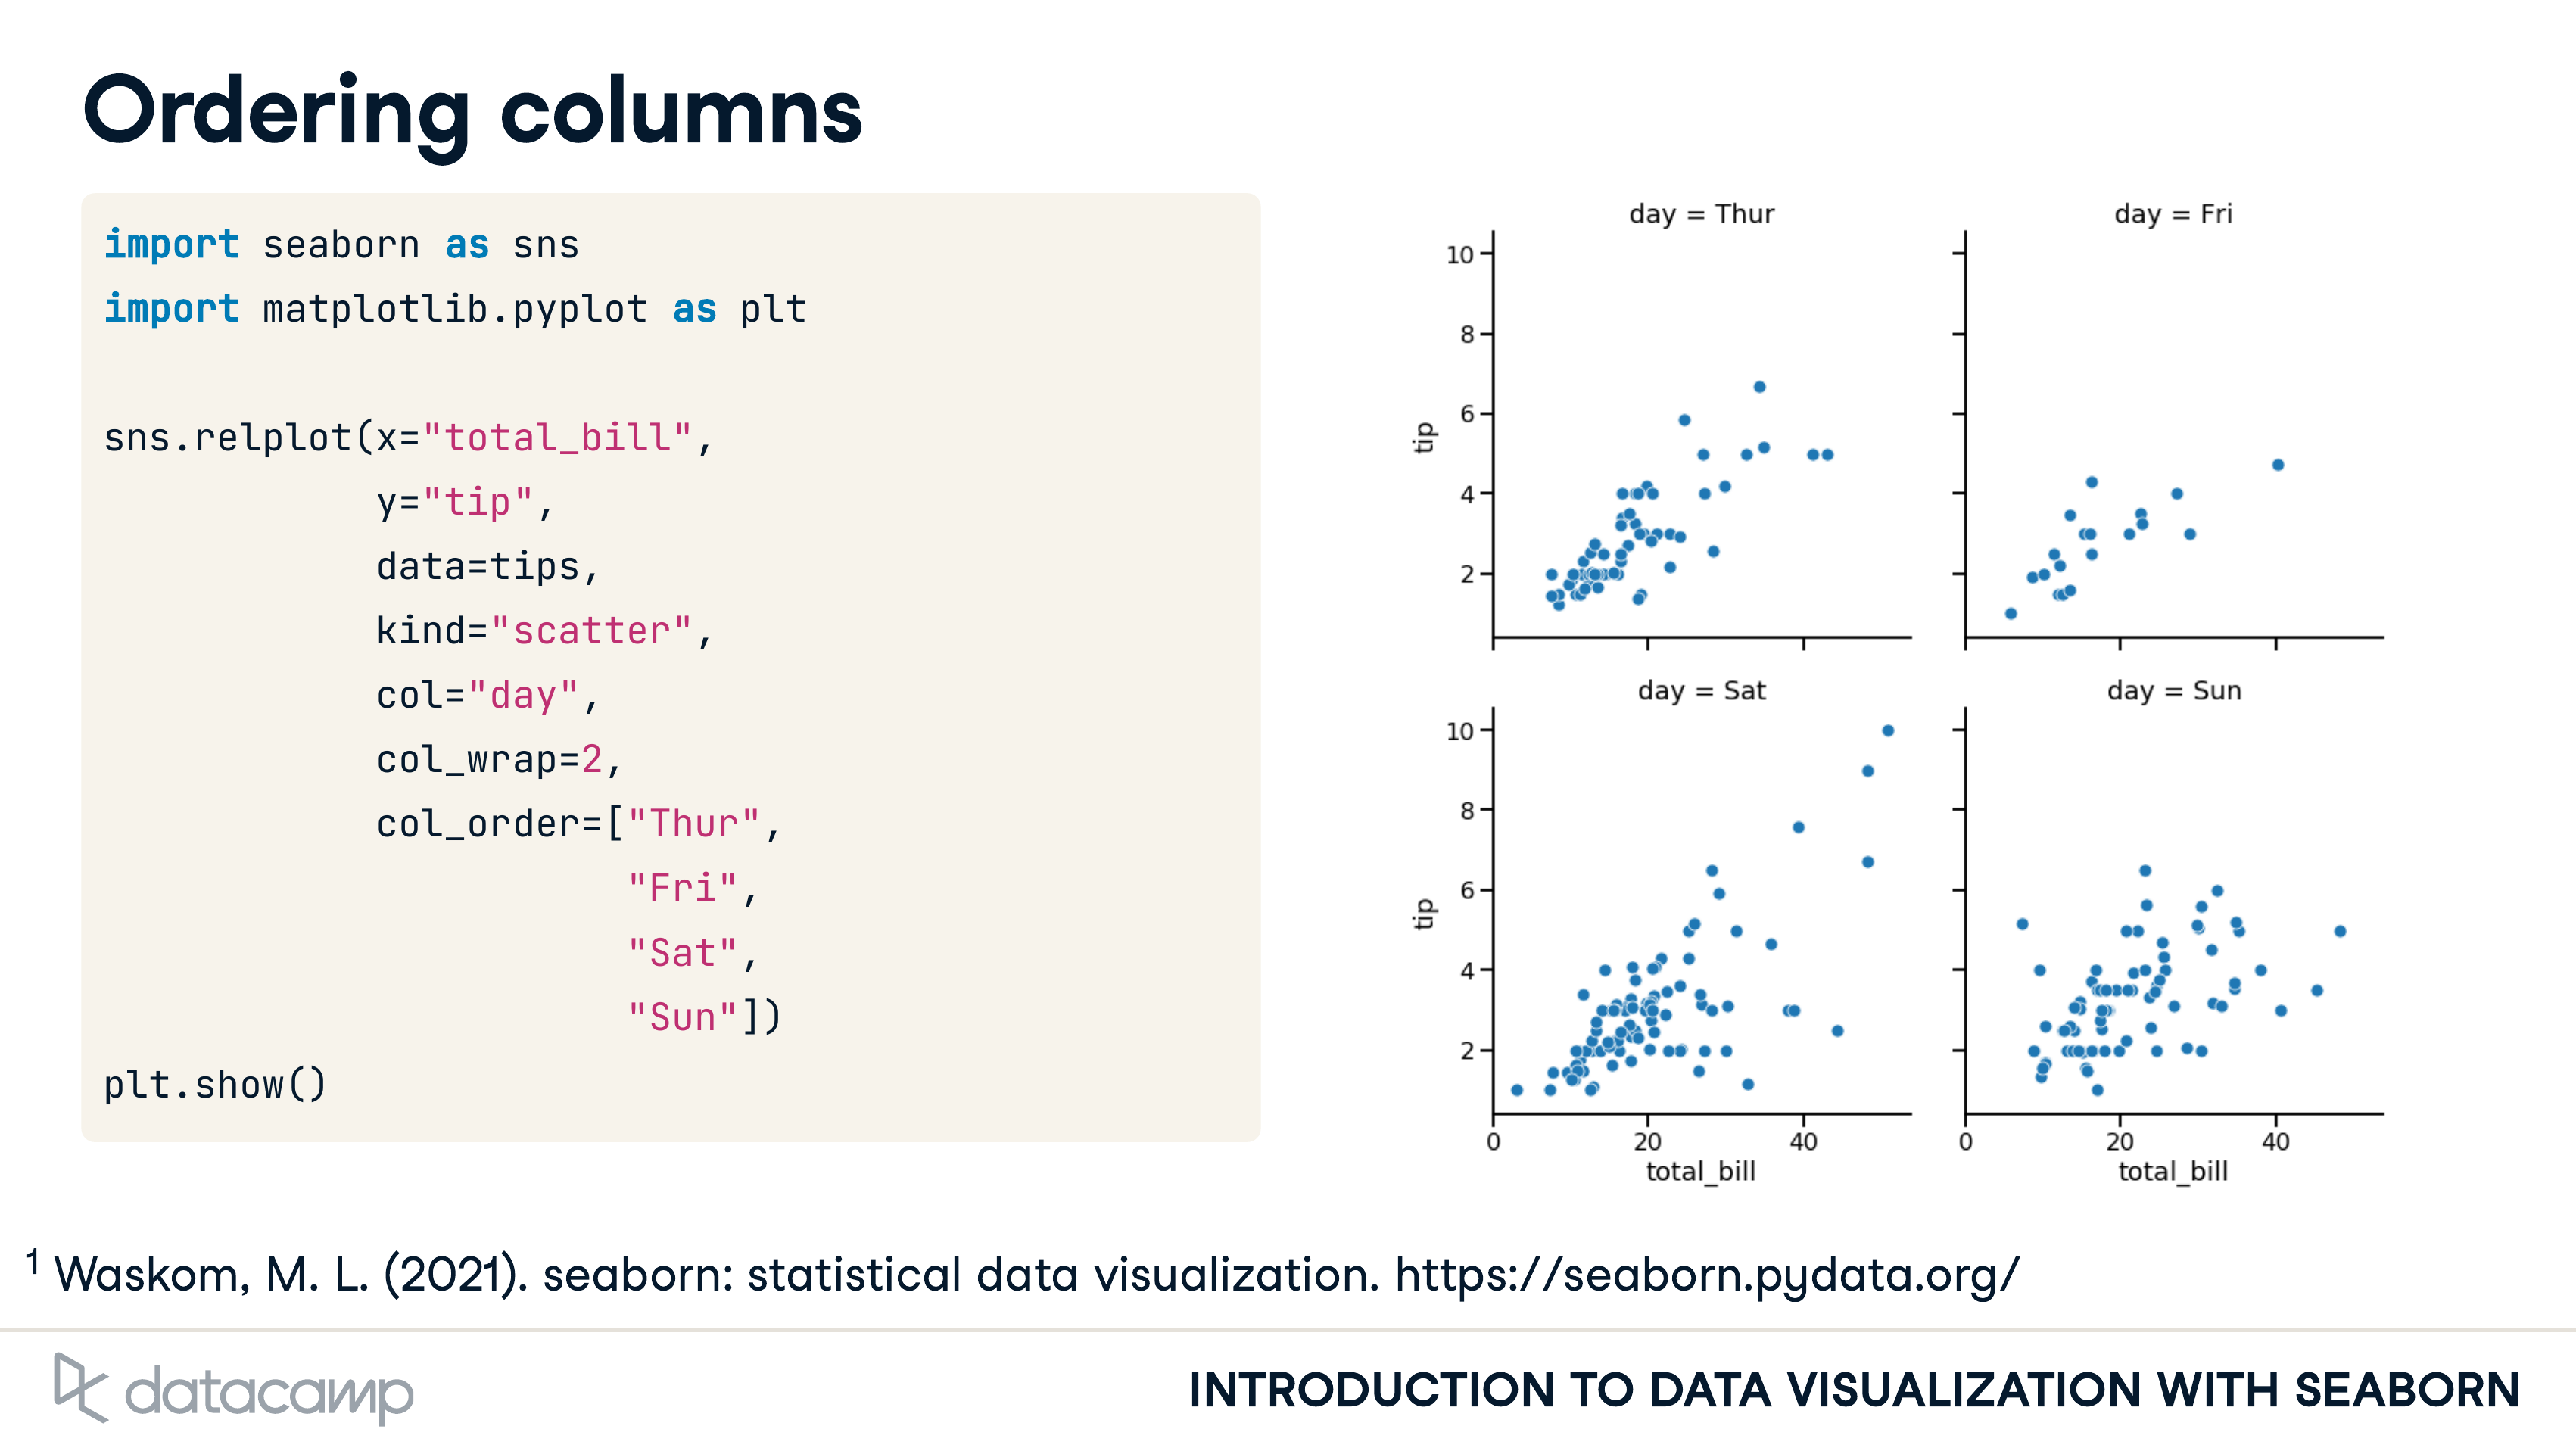 Ordering columns
import seaborn as sns
import matplotlib.pyplot as plt
sns.relplot(x="total_bill",
y="tip",
data=tips,
kind="scatter",
col="day",
col_wrap=2,
col_order=["Thur",
"Fri",
"Sat",
"Sun"])
plt.show()
day = Thur
day = Fri
10
8
6
4
2
tip
day = Sat
day = Sun
10
8
6
4
2
tip
0 20 40
0 20 40
total_bill
total_bill
1 Waskom, M. L. (2021). seaborn: statistical data visualization. https://seaborn.pydata.org/
datacamp
INTRODUCTION TO DATA VISUALIZATION WITH SEABORN